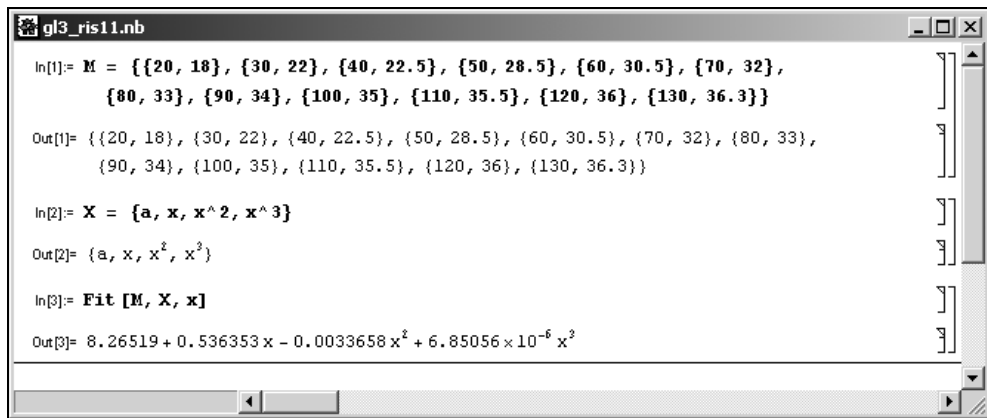 gl3_ris11.nb
In[1]:= M = {{20, 18}, {30, 22}, {40, 22.5}, {50, 28.5}, {60, 30.5}, {70, 32},
{80, 33}, {90, 34}, {100, 35}, {110, 35.5}, {120, 36}, {130, 36.3}}
Out[1]= {{20, 18}, {30, 22}, {40, 22.5}, {50, 28.5}, {60, 30.5}, {70, 32}, {80, 33},
{90, 34}, {100, 35}, {110, 35.5}, {120, 36}, {130, 36.3}}
In[2]:= X = {a, x, x^2, x^3}
Out[2]= {a, x, x², x³}
In[3]:= Fit [M, X, x]
Out[3]= 8.26519 + 0.536353 x - 0.0033658 x² + 6.85056 × 10⁻⁶ x³